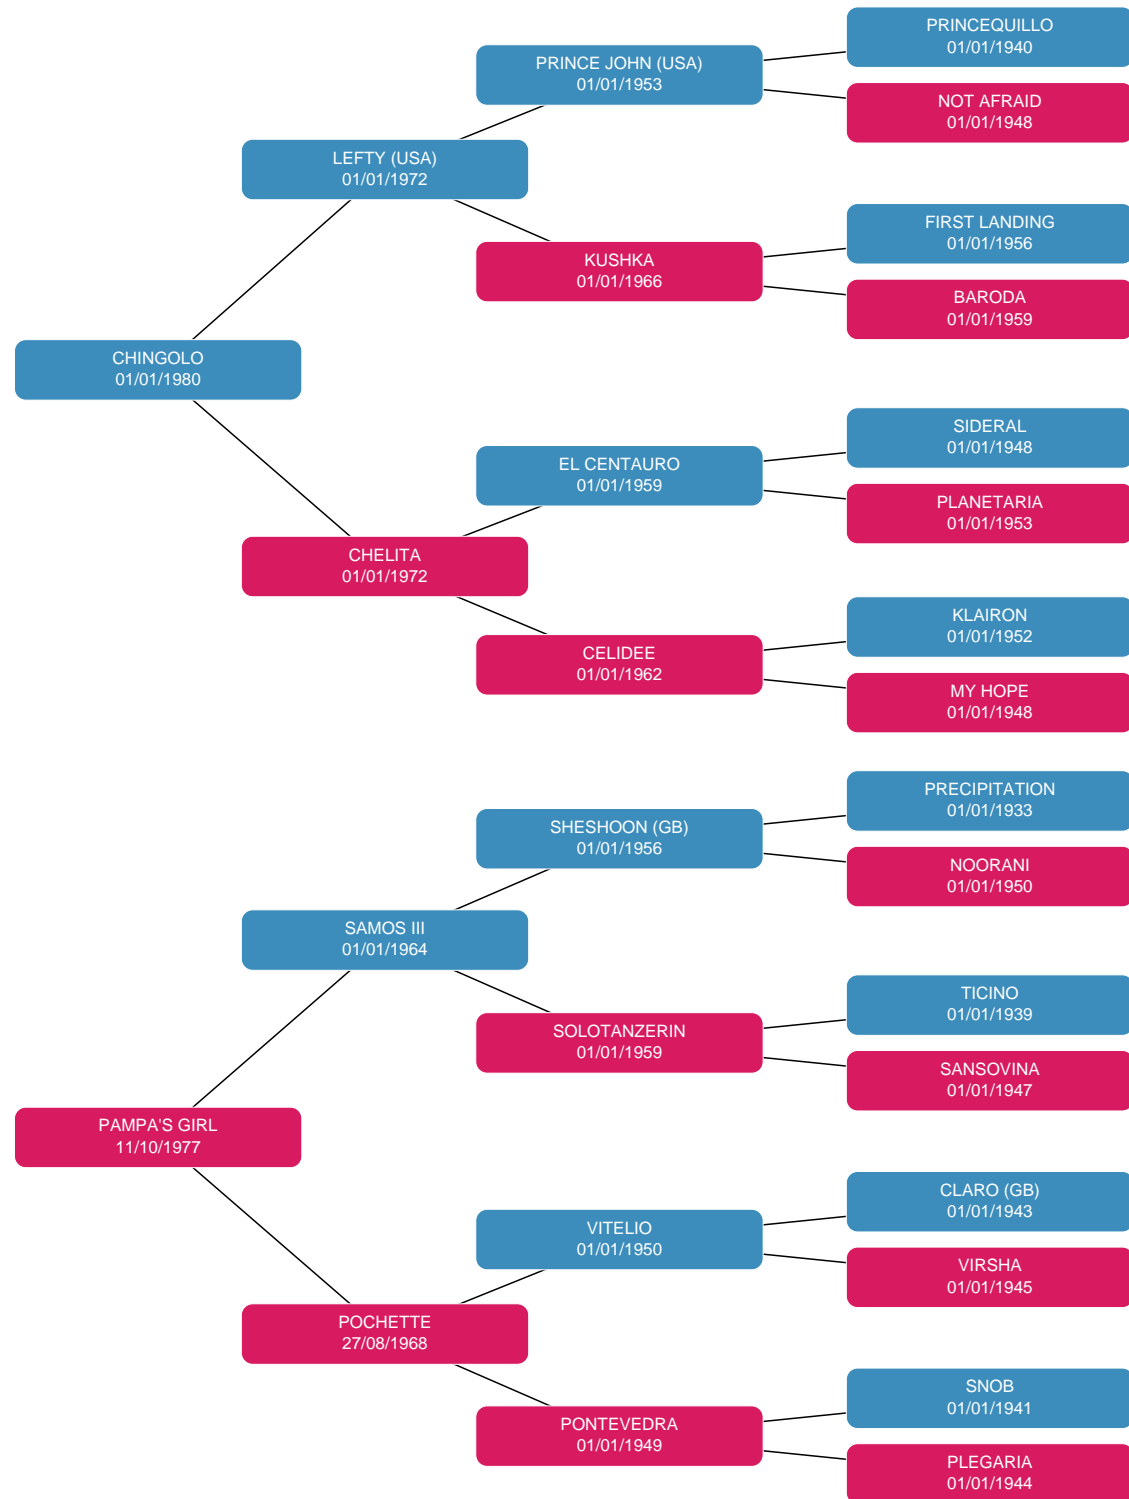 PRINCEQUILLO
01/01/1940
PRINCE JOHN (USA)
01/01/1953
NOT AFRAID
01/01/1948
LEFTY (USA)
01/01/1972
FIRST LANDING
01/01/1956
KUSHKA
01/01/1966
BARODA
01/01/1959
CHINGOLO
01/01/1980
SIDERAL
01/01/1948
EL CENTAURO
01/01/1959
PLANETARIA
01/01/1953
CHELITA
01/01/1972
KLAIRON
01/01/1952
CELIDEE
01/01/1962
MY HOPE
01/01/1948
PRECIPITATION
01/01/1933
SHESHOON (GB)
01/01/1956
NOORANI
01/01/1950
SAMOS III
01/01/1964
TICINO
01/01/1939
SOLOTANZERIN
01/01/1959
SANSOVINA
01/01/1947
PAMPA'S GIRL
11/10/1977
CLARO (GB)
01/01/1943
VITELIO
01/01/1950
VIRSHA
01/01/1945
POCHETTE
27/08/1968
SNOB
01/01/1941
PONTEVEDRA
01/01/1949
PLEGARIA
01/01/1944